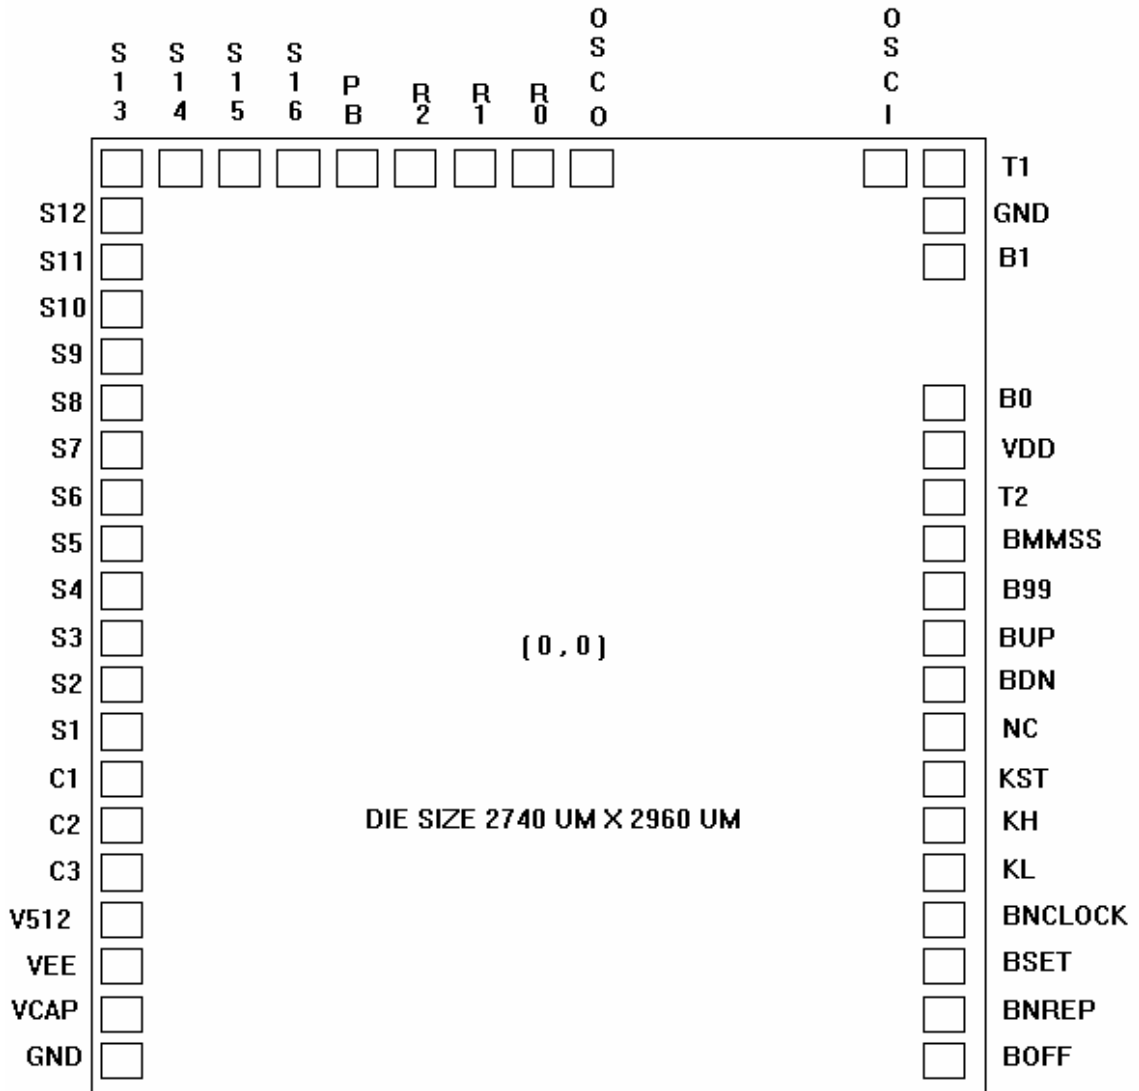 S13
S14
S15
S16
PB
R2
R1
R0
OSCO
OSCI
T1
S12
GND
S11
B1
S10
S9
S8
B0
S7
VDD
S6
T2
S5
BMMSS
S4
B99
S3
(0,0)
BUP
S2
BDN
S1
NC
C1
KST
C2
DIE SIZE 2740 UM X 2960 UM
KH
C3
KL
V512
BNCLOCK
VEE
BSET
VCAP
BNREP
GND
BOFF